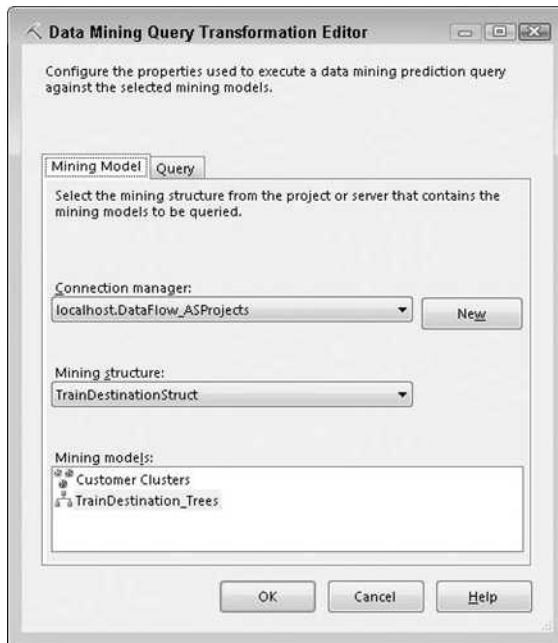 Data Mining Query Transformation Editor
Configure the properties used to execute a data mining prediction query
against the selected mining models.
Mining Model Query
Select the mining structure from the project or server that contains the
mining models to be queried.
Connection manager:
localhost.DataFlow_ASProjects
New
Mining structure:
TrainDestinationStruct
Mining models:
Customer Clusters
TrainDestination_Trees
OK Cancel Help